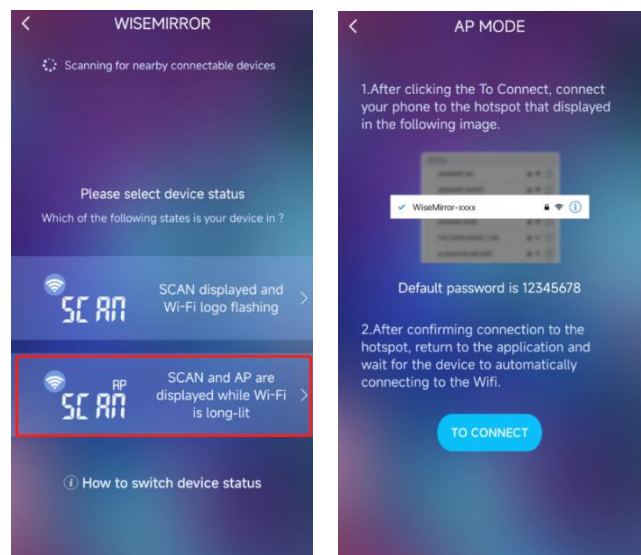 WISEMIRROR
Scanning for nearby connectable devices
Please select device status
Which of the following states is your device in ?
SCAN
SCAN displayed and
Wi-Fi logo flashing
AP
SCAN
SCAN and AP are
displayed while Wi-Fi
is long-lit
How to switch device status
AP MODE
1.After clicking the To Connect, connect
your phone to the hotspot that displayed
in the following image.
WiseMirror-xxxx
Default password is 12345678
2.After confirming connection to the
hotspot, return to the application and
wait for the device to automatically
connecting to the Wifi.
TO CONNECT